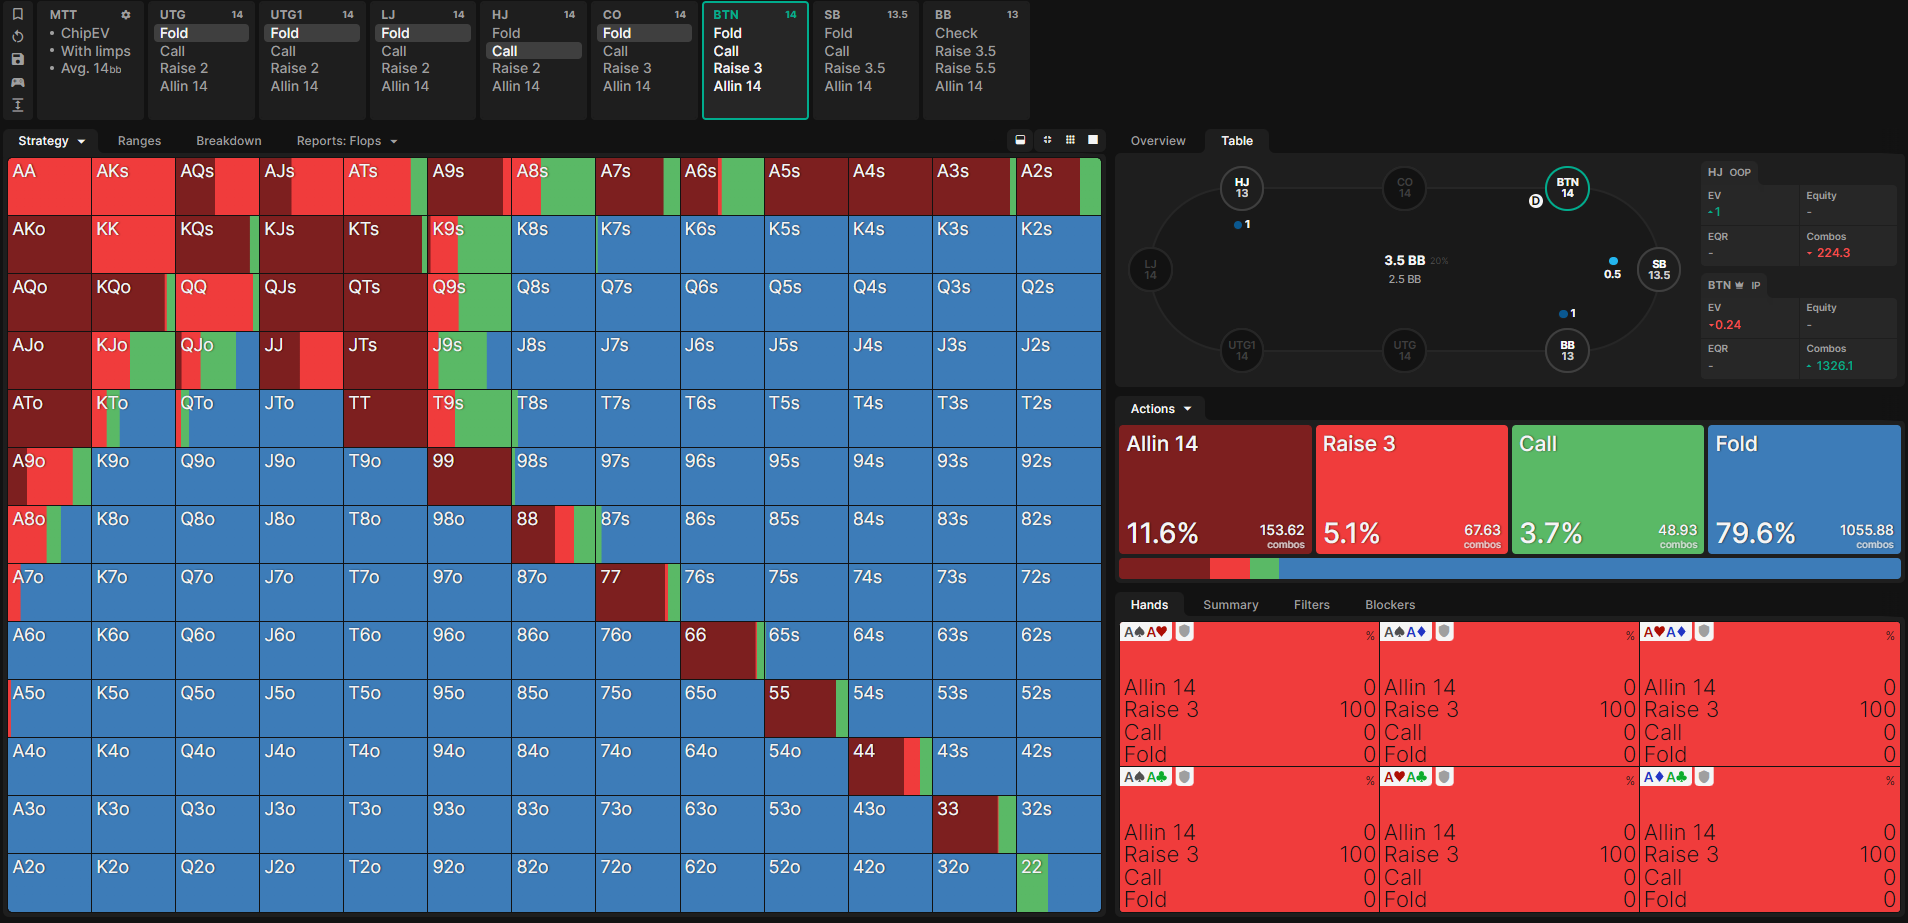 MTT
• ChipEV
• With limps
• Avg. 14bb
UTG 14
Fold
Call
Raise 2
Allin 14
UTG1 14
Fold
Call
Raise 2
Allin 14
LJ 14
Fold
Call
Raise 2
Allin 14
HJ 14
Fold
Call
Raise 2
Allin 14
CO 14
Fold
Call
Raise 3
Allin 14
BTN 14
Fold
Call
Raise 3
Allin 14
SB 13.5
Fold
Call
Raise 3.5
Allin 14
BB 13
Check
Raise 3.5
Raise 5.5
Allin 14
Strategy Ranges Breakdown Reports: Flops
AA AKs AQs AJs ATs A9s A8s A7s A6s A5s A4s A3s A2s
AKo KK KQs KJs KTs K9s K8s K7s K6s K5s K4s K3s K2s
AQo KQo QQ QJs QTs Q9s Q8s Q7s Q6s Q5s Q4s Q3s Q2s
AJo KJo QJo JJ JTs J9s J8s J7s J6s J5s J4s J3s J2s
ATo KTo QTo JTo TT T9s T8s T7s T6s T5s T4s T3s T2s
A9o K9o Q9o J9o T9o 99 98s 97s 96s 95s 94s 93s 92s
A8o K8o Q8o J8o T8o 98o 88 87s 86s 85s 84s 83s 82s
A7o K7o Q7o J7o T7o 97o 87o 77 76s 75s 74s 73s 72s
A6o K6o Q6o J6o T6o 96o 86o 76o 66 65s 64s 63s 62s
A5o K5o Q5o J5o T5o 95o 85o 75o 65o 55 54s 53s 52s
A4o K4o Q4o J4o T4o 94o 84o 74o 64o 54o 44 43s 42s
A3o K3o Q3o J3o T3o 93o 83o 73o 63o 53o 43o 33 32s
A2o K2o Q2o J2o T2o 92o 82o 72o 62o 52o 42o 32o 22
Overview Table
HJ
13
1
CO
14
BTN
14
D
LJ
14
3.5 BB 20%
2.5 BB
0.5
SB
13.5
1
UTG1
14
UTG
14
BB
13
HJ OOP
EV Equity
-1 -
EQR Combos
- 224.3
BTN IP
EV Equity
0.24 -
EQR Combos
- 1326.1
Actions
Allin 14
11.6% 153.62
combos
Raise 3
5.1% 67.63
combos
Call
3.7% 48.93
combos
Fold
79.6% 1055.88
combos
Hands Summary Filters Blockers
A♠A♥ %
Allin 14 0
Raise 3 100
Call 0
Fold 0
A♠A♦ %
Allin 14 0
Raise 3 100
Call 0
Fold 0
A♥A♦ %
Allin 14 0
Raise 3 100
Call 0
Fold 0
A♠A♣ %
Allin 14 0
Raise 3 100
Call 0
Fold 0
A♥A♣ %
Allin 14 0
Raise 3 100
Call 0
Fold 0
A♦A♣ %
Allin 14 0
Raise 3 100
Call 0
Fold 0